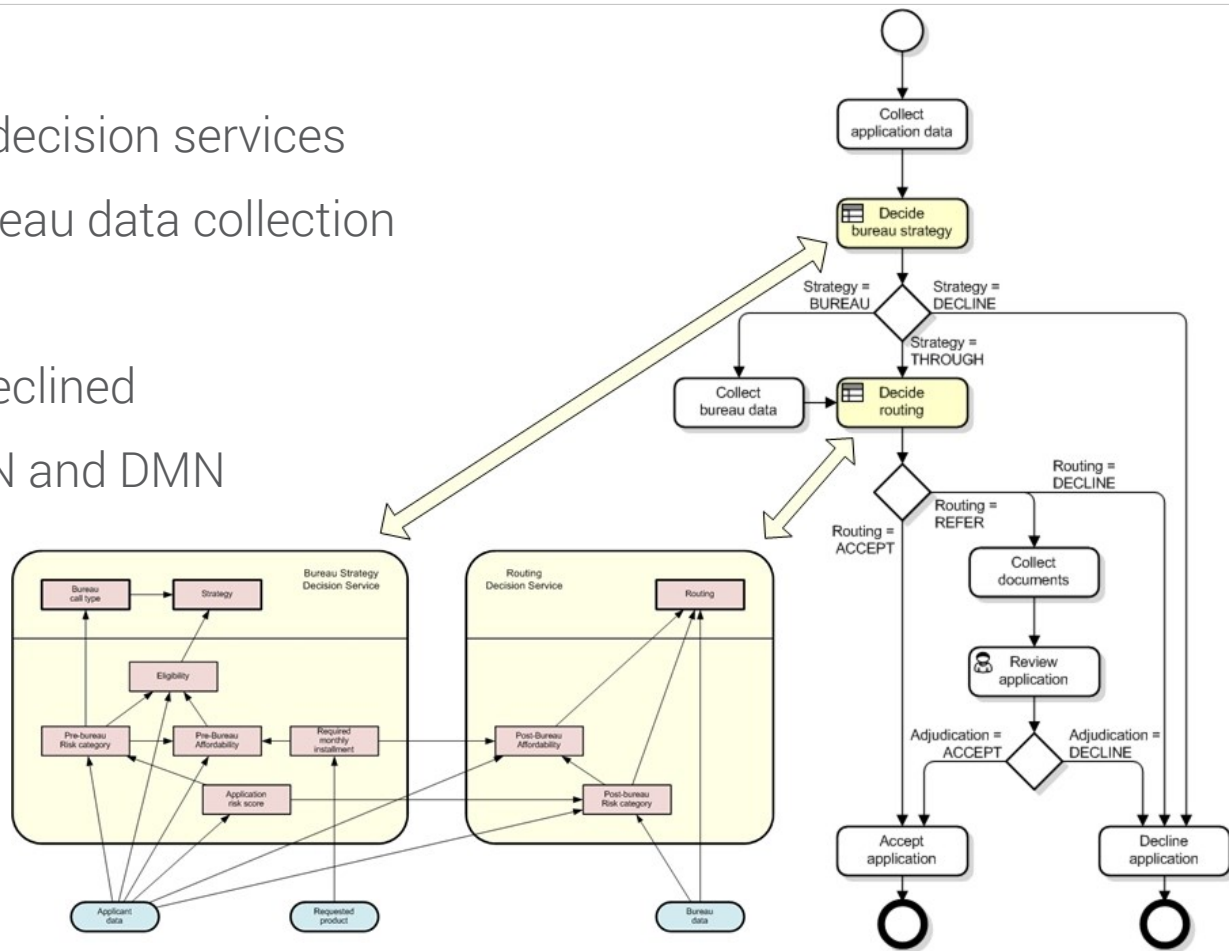 decision services
eau data collection
eclined
N and DMN
Collect
application data
Decide
bureau strategy
Strategy =
BUREAU
Strategy =
DECLINE
Strategy =
THROUGH
Collect
bureau data
Decide
routing
Routing =
DECLINE
Routing =
REFER
Routing =
ACCEPT
Collect
documents
Review
application
Adjudication =
ACCEPT
Adjudication =
DECLINE
Accept
application
Decline
application
Bureau Strategy
Decision Service
Bureau
call type
Strategy
Eligibility
Pre-bureau
Risk category
Pre-Bureau
Affordability
Required
monthly
installment
Application
risk score
Routing
Decision Service
Routing
Post-Bureau
Affordability
Post-bureau
Risk category
Applicant
data
Requested
product
Bureau
data